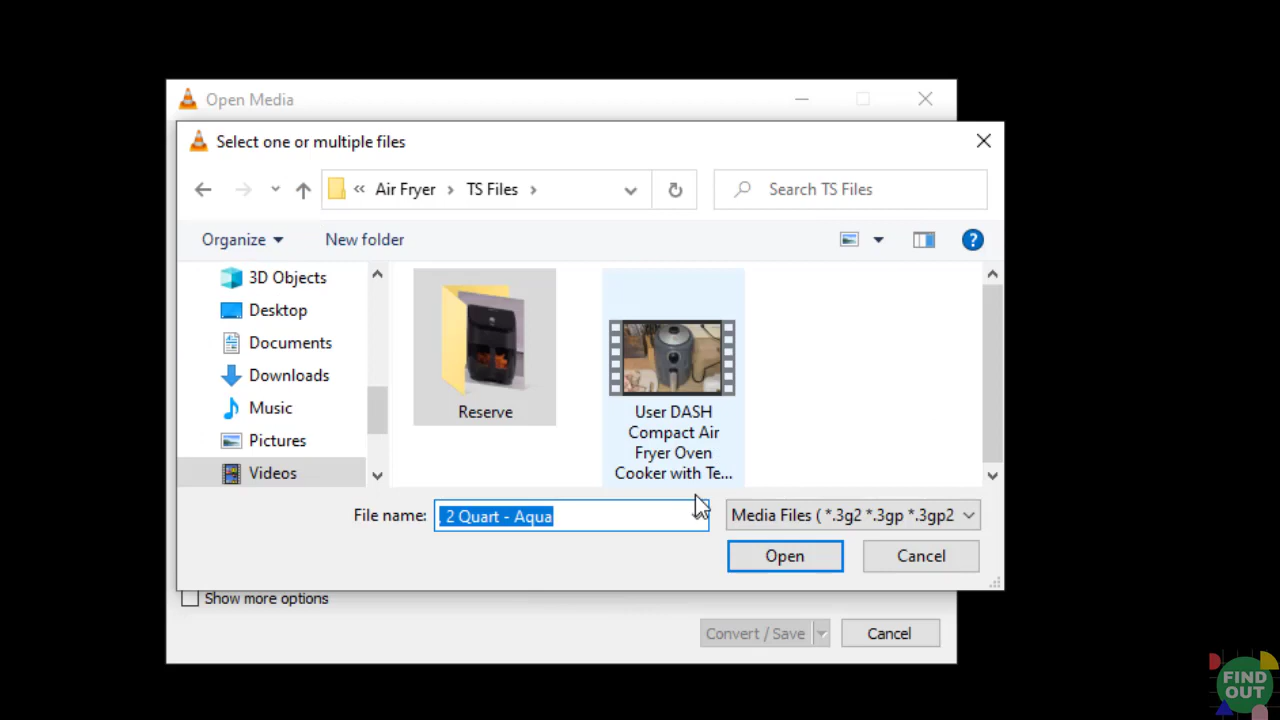 Open Media
Select one or multiple files
« Air Fryer > TS Files >
Search TS Files
Organize
New folder
?
3D Objects
Desktop
Documents
Downloads
Music
Pictures
Videos
Reserve
User DASH
Compact Air
Fryer Oven
Cooker with Te...
File name:
, 2 Quart - Aqua
Media Files ( *.3g2 *.3gp *.3gp2
Open
Cancel
Show more options
Convert / Save
Cancel
FIND
OUT